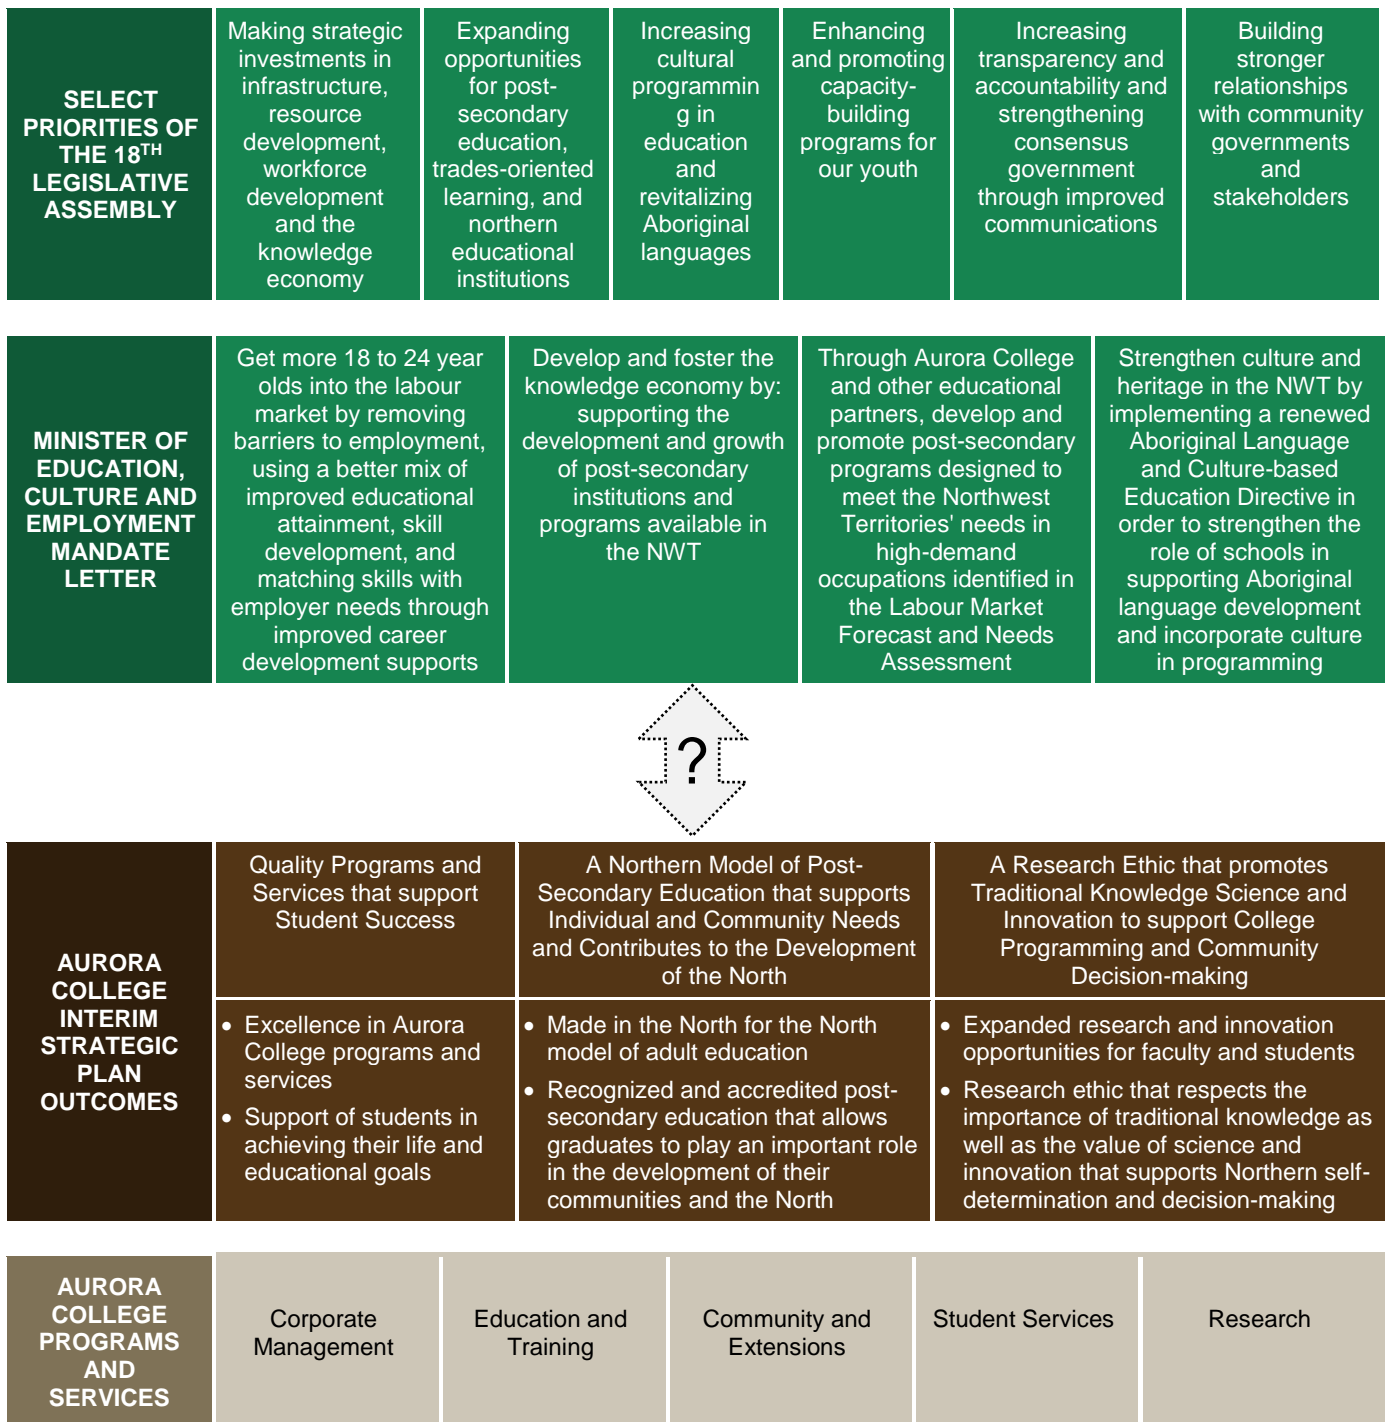 SELECT
PRIORITIES OF
THE 18TH
LEGISLATIVE
ASSEMBLY
Making strategic
investments in
infrastructure,
resource
development,
workforce
development
and the
knowledge
economy
Expanding
opportunities
for post-
secondary
education,
trades-oriented
learning, and
northern
educational
institutions
Increasing
cultural
programmin
g in
education
and
revitalizing
Aboriginal
languages
Enhancing
and promoting
capacity-
building
programs for
our youth
Increasing
transparency and
accountability and
strengthening
consensus
government
through improved
communications
Building
stronger
relationships
with community
governments
and
stakeholders
MINISTER OF
EDUCATION,
CULTURE AND
EMPLOYMENT
MANDATE
LETTER
Get more 18 to 24 year
olds into the labour
market by removing
barriers to employment,
using a better mix of
improved educational
attainment, skill
development, and
matching skills with
employer needs through
improved career
development supports
Develop and foster the
knowledge economy by:
supporting the
development and growth
of post-secondary
institutions and
programs available in
the NWT
Through Aurora College
and other educational
partners, develop and
promote post-secondary
programs designed to
meet the Northwest
Territories' needs in
high-demand
occupations identified in
the Labour Market
Forecast and Needs
Assessment
Strengthen culture and
heritage in the NWT by
implementing a renewed
Aboriginal Language
and Culture-based
Education Directive in
order to strengthen the
role of schools in
supporting Aboriginal
language development
and incorporate culture
in programming
?
AURORA
COLLEGE
INTERIM
STRATEGIC
PLAN
OUTCOMES
Quality Programs and
Services that support
Student Success
A Northern Model of Post-
Secondary Education that supports
Individual and Community Needs
and Contributes to the Development
of the North
A Research Ethic that promotes
Traditional Knowledge Science and
Innovation to support College
Programming and Community
Decision-making
• Excellence in Aurora
College programs and
services
• Support of students in
achieving their life and
educational goals
• Made in the North for the North
model of adult education
• Recognized and accredited post-
secondary education that allows
graduates to play an important role
in the development of their
communities and the North
• Expanded research and innovation
opportunities for faculty and students
• Research ethic that respects the
importance of traditional knowledge as
well as the value of science and
innovation that supports Northern self-
determination and decision-making
AURORA
COLLEGE
PROGRAMS
AND
SERVICES
Corporate
Management
Education and
Training
Community and
Extensions
Student Services
Research